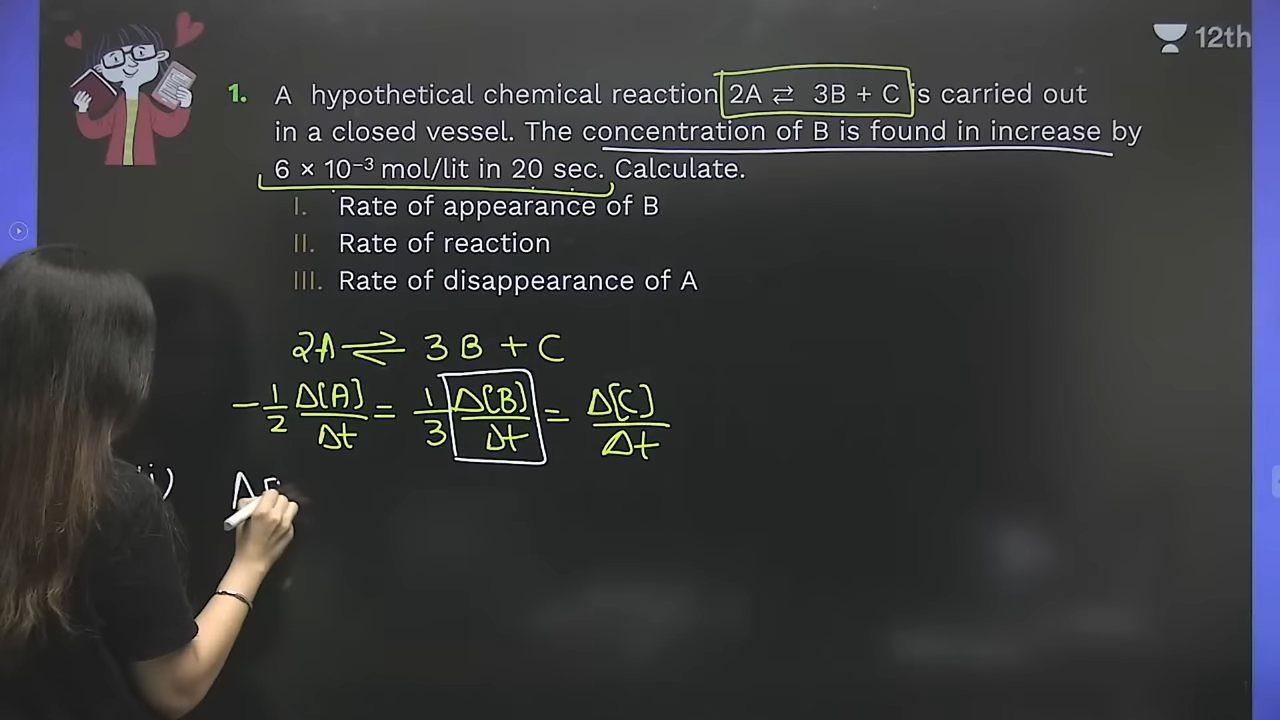 12th
1. A hypothetical chemical reaction 2A ⇄ 3B + C is carried out
in a closed vessel. The concentration of B is found in increase by
6 × 10⁻³ mol/lit in 20 sec. Calculate.
I. Rate of appearance of B
II. Rate of reaction
III. Rate of disappearance of A
2A ⇌ 3B + C
-1/2 Δ[A]/Δt = 1/3 Δ[B]/Δt = Δ[C]/Δt
i) Δ[